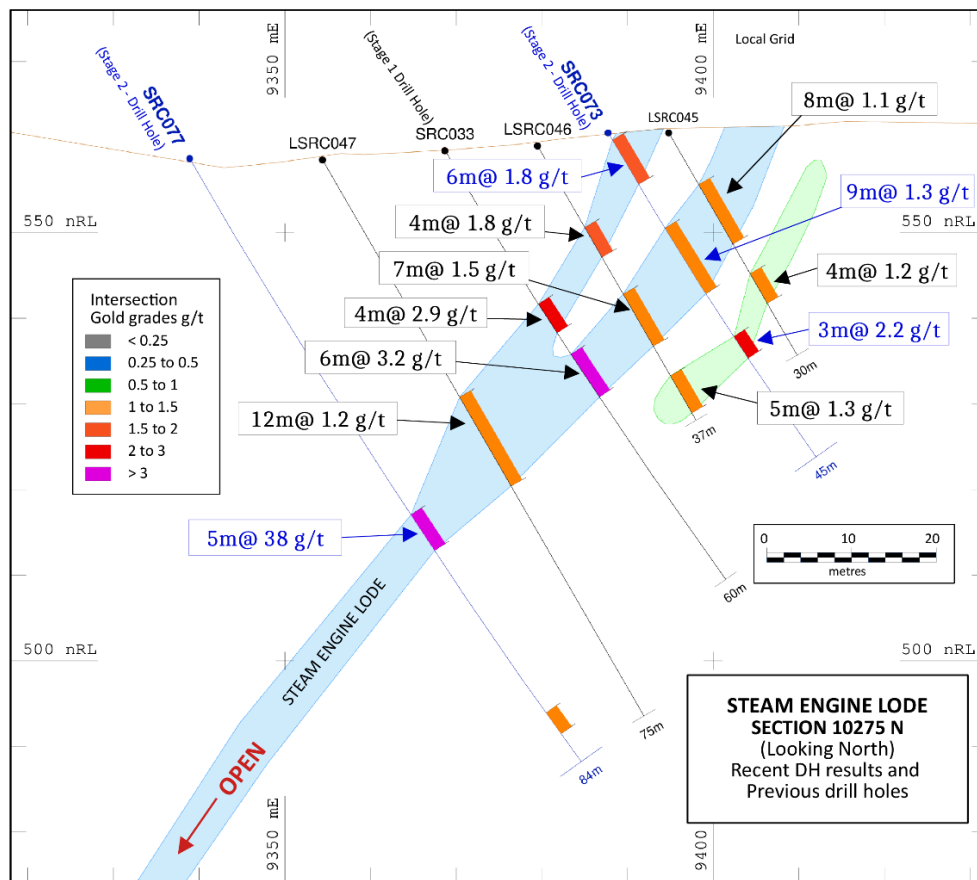 9350 mE
9400 mE
Local Grid
SRC077
(Stage 2 - Drill Hole)
LSRC047
(Stage 1 Drill Hole)
SRC033
LSRC046
SRC073
(Stage 2 - Drill Hole)
LSRC045
8m@ 1.1 g/t
6m@ 1.8 g/t
9m@ 1.3 g/t
550 nRL
550 nRL
4m@ 1.8 g/t
7m@ 1.5 g/t
4m@ 1.2 g/t
4m@ 2.9 g/t
3m@ 2.2 g/t
6m@ 3.2 g/t
30m
12m@ 1.2 g/t
5m@ 1.3 g/t
37m
45m
Intersection
Gold grades g/t
< 0.25
0.25 to 0.5
0.5 to 1
1 to 1.5
1.5 to 2
2 to 3
> 3
5m@ 38 g/t
0 10 20
metres
60m
STEAM ENGINE LODE
500 nRL
500 nRL
75m
84m
OPEN
STEAM ENGINE LODE
SECTION 10275 N
(Looking North)
Recent DH results and
Previous drill holes
9350 mE
9400 mE